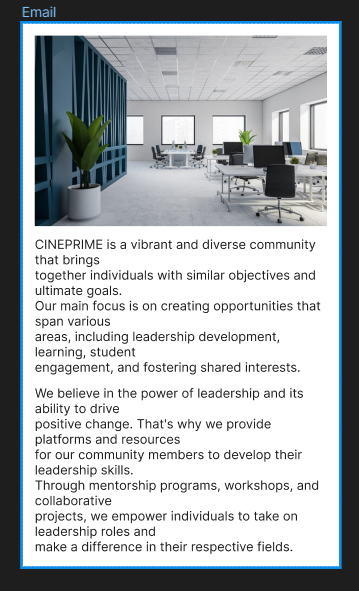 Email
CINEPRIME is a vibrant and diverse community
that brings
together individuals with similar objectives and
ultimate goals.
Our main focus is on creating opportunities that
span various
areas, including leadership development,
learning, student
engagement, and fostering shared interests.
We believe in the power of leadership and its
ability to drive
positive change. That's why we provide
platforms and resources
for our community members to develop their
leadership skills.
Through mentorship programs, workshops, and
collaborative
projects, we empower individuals to take on
leadership roles and
make a difference in their respective fields.